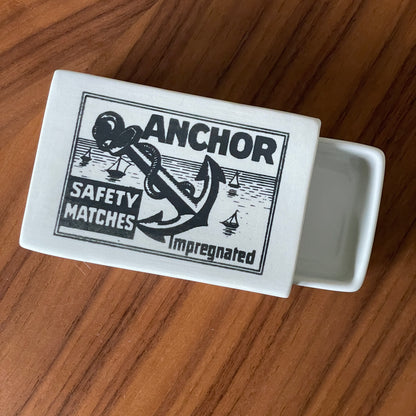 ANCHOR
SAFETY
MATCHES
Impregnated